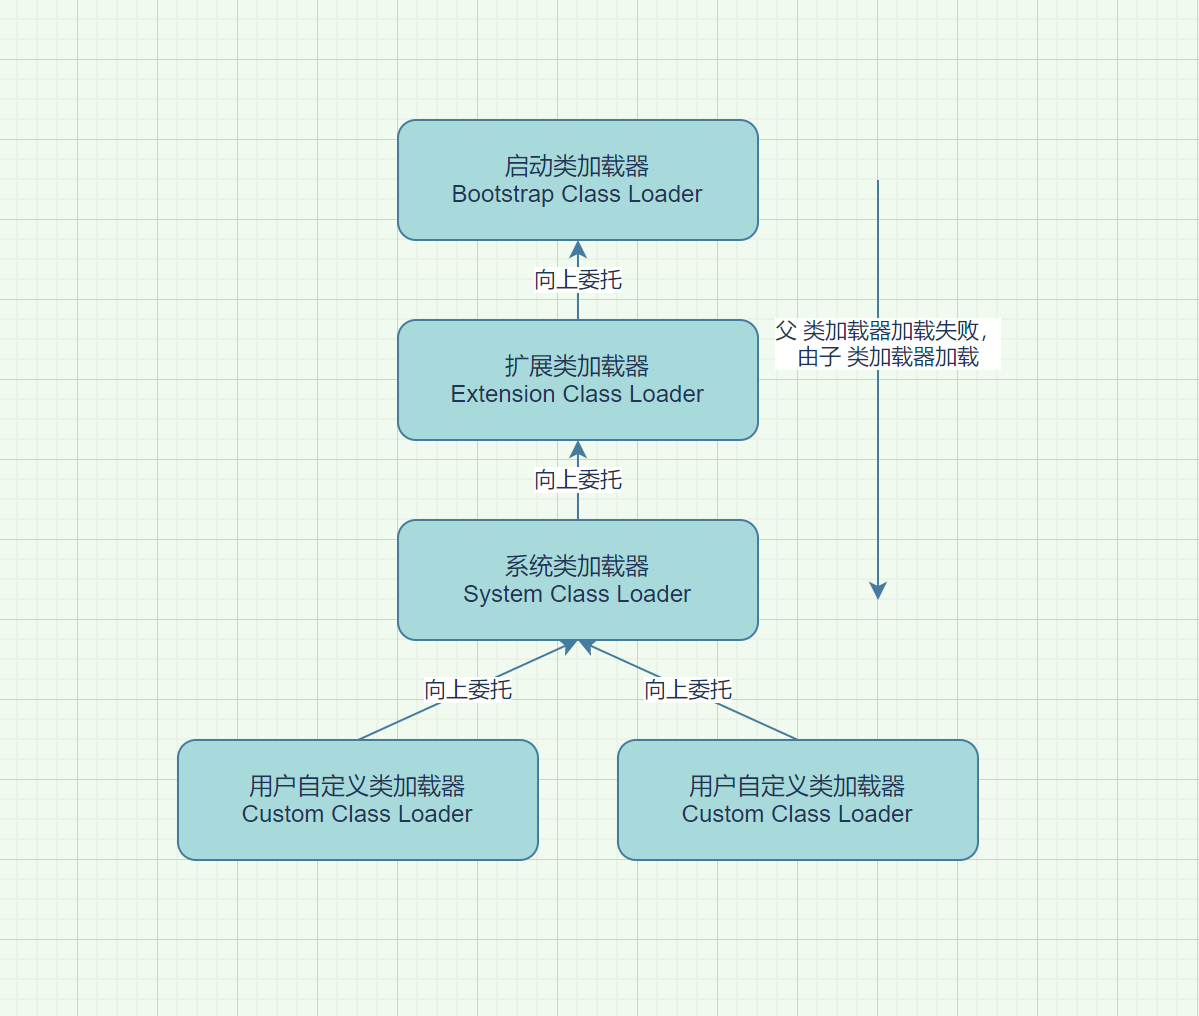 启动类加载器
Bootstrap Class Loader
向上委托
扩展类加载器
Extension Class Loader
父 类加载器加载失败，
由子 类加载器加载
向上委托
系统类加载器
System Class Loader
向上委托
向上委托
用户自定义类加载器
Custom Class Loader
用户自定义类加载器
Custom Class Loader